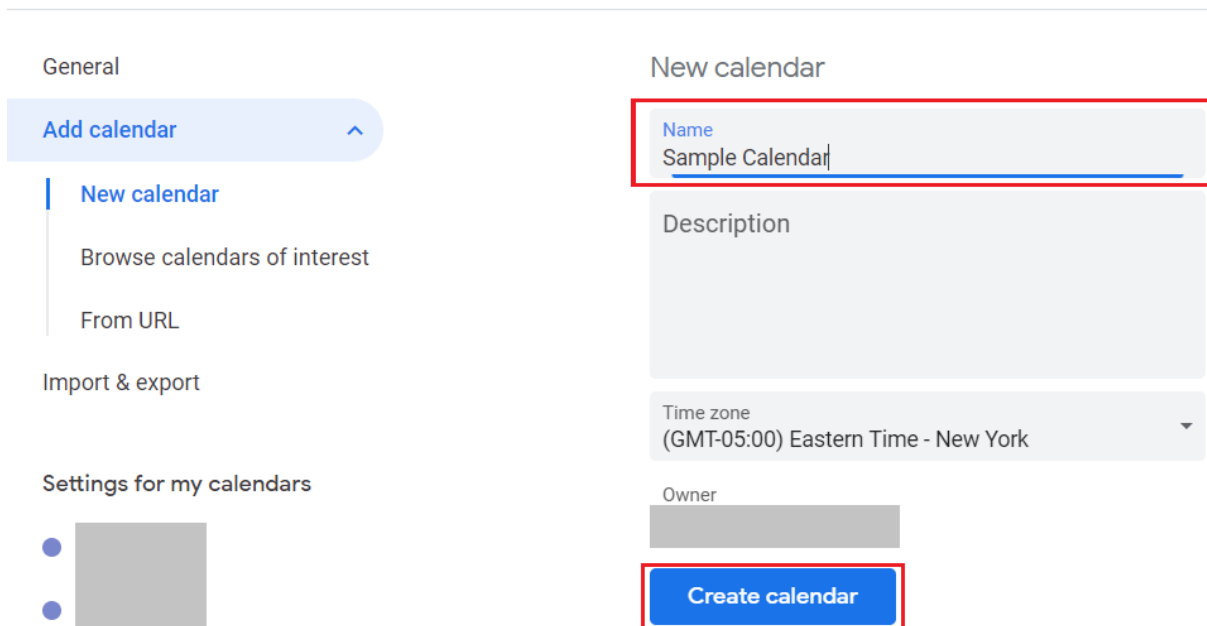 General
Add calendar
New calendar
Browse calendars of interest
From URL
Import & export
Settings for my calendars
New calendar
Name
Sample Calendar
Description
Time zone
(GMT-05:00) Eastern Time - New York
Owner
Create calendar